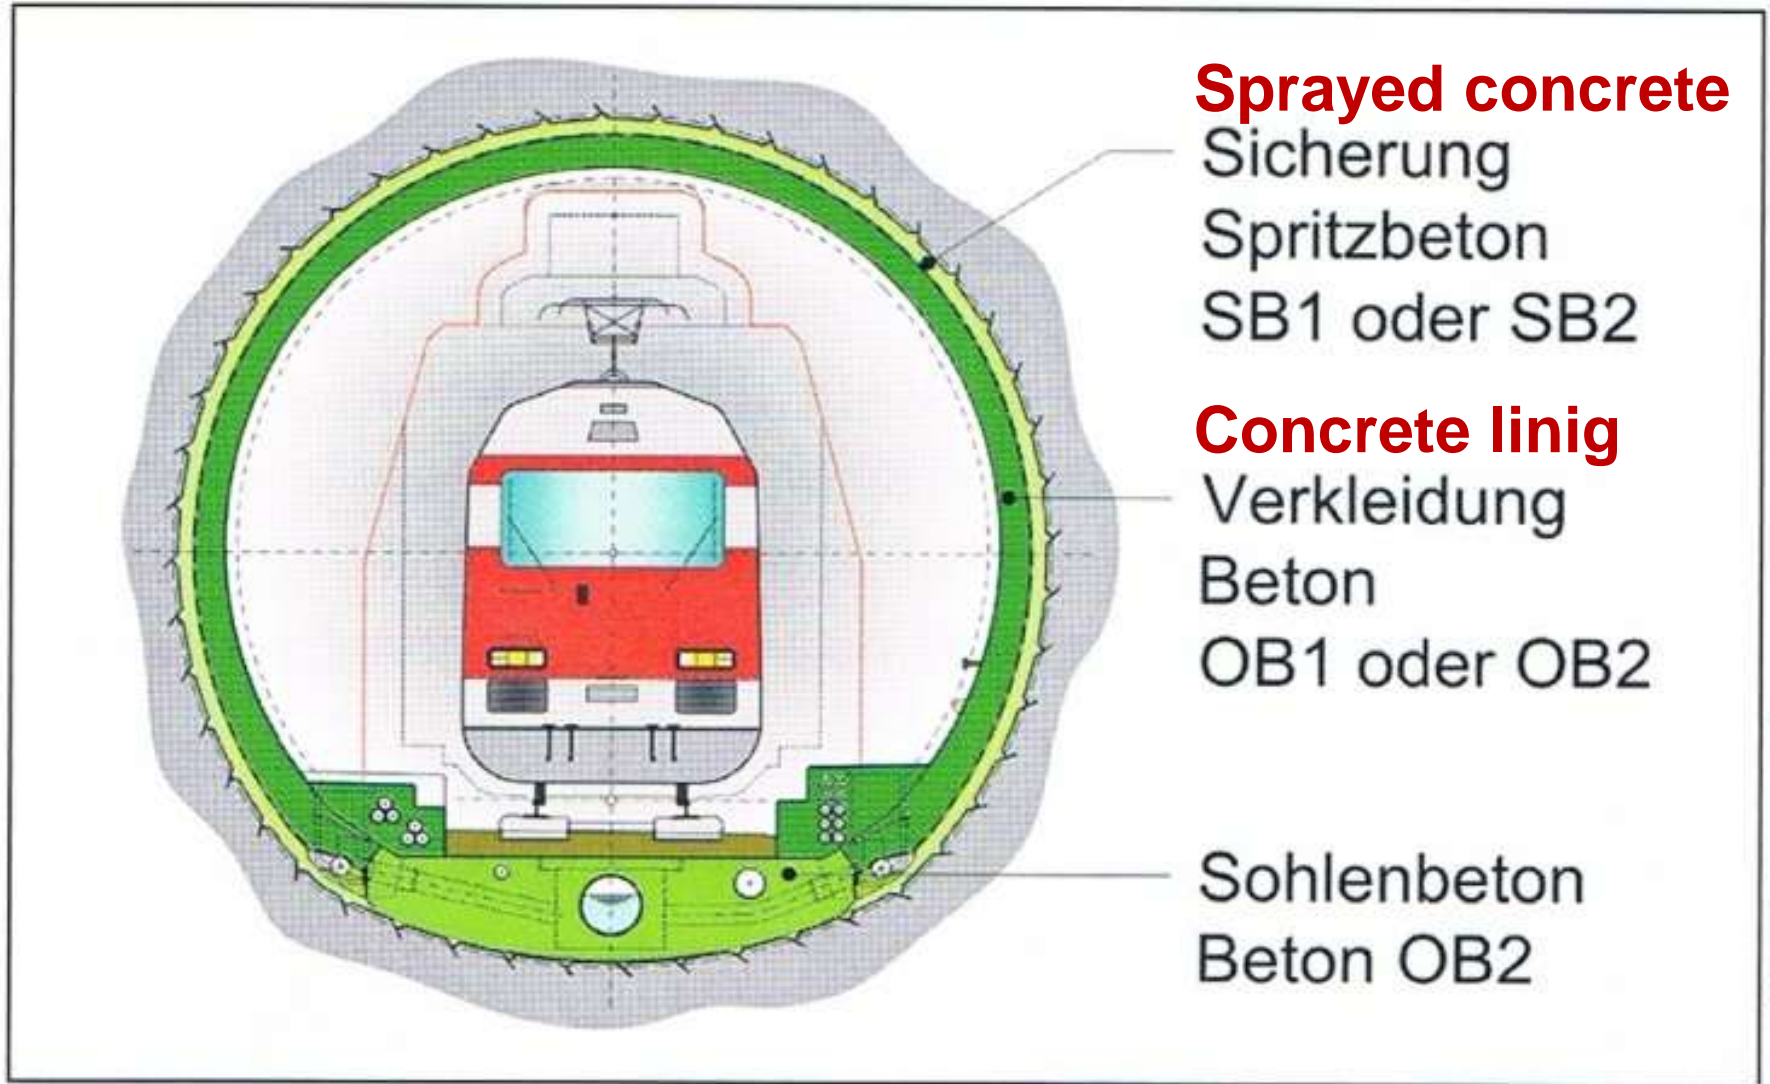 Sprayed concrete
Sicherung
Spritzbeton
SB1 oder SB2
Concrete linig
Verkleidung
Beton
OB1 oder OB2
Sohlenbeton
Beton OB2